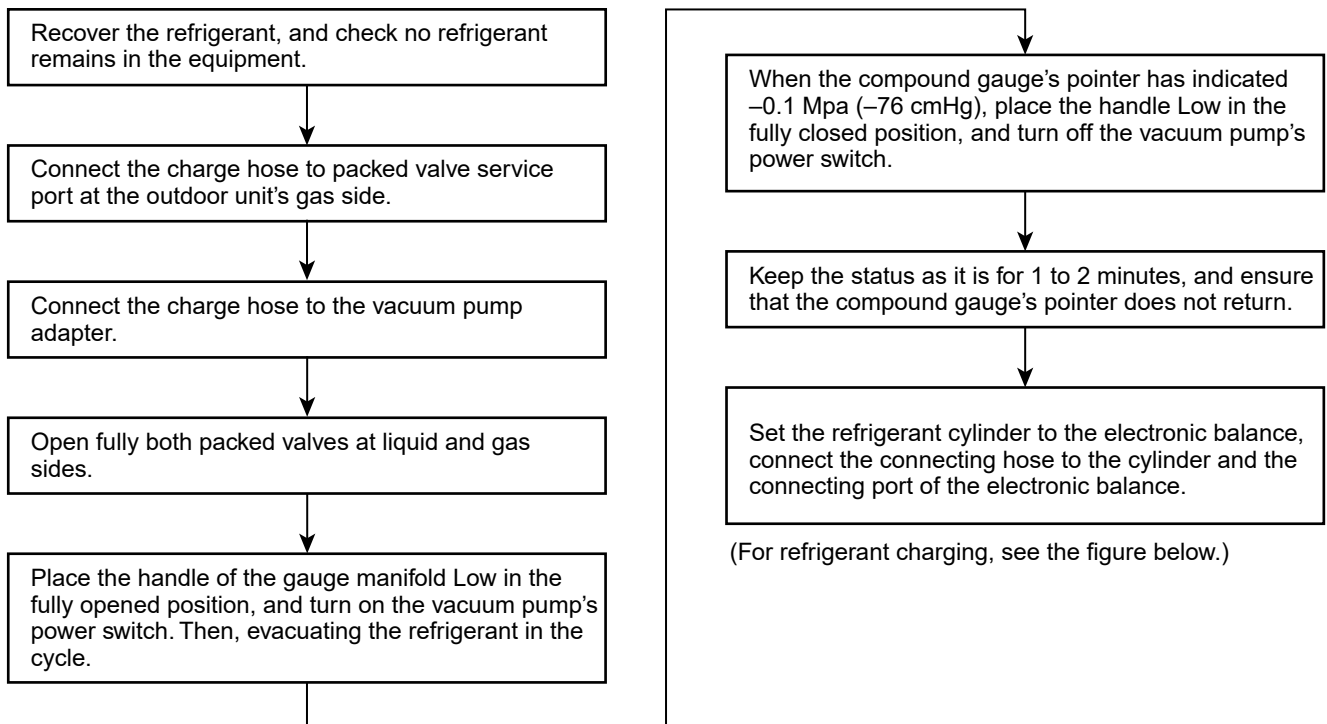 Recover the refrigerant, and check no refrigerant
remains in the equipment.
Connect the charge hose to packed valve service
port at the outdoor unit’s gas side.
Connect the charge hose to the vacuum pump
adapter.
Open fully both packed valves at liquid and gas
sides.
Place the handle of the gauge manifold Low in the
fully opened position, and turn on the vacuum pump’s
power switch. Then, evacuating the refrigerant in the
cycle.
When the compound gauge’s pointer has indicated
–0.1 Mpa (–76 cmHg), place the handle Low in the
fully closed position, and turn off the vacuum pump’s
power switch.
Keep the status as it is for 1 to 2 minutes, and ensure
that the compound gauge’s pointer does not return.
Set the refrigerant cylinder to the electronic balance,
connect the connecting hose to the cylinder and the
connecting port of the electronic balance.
(For refrigerant charging, see the figure below.)